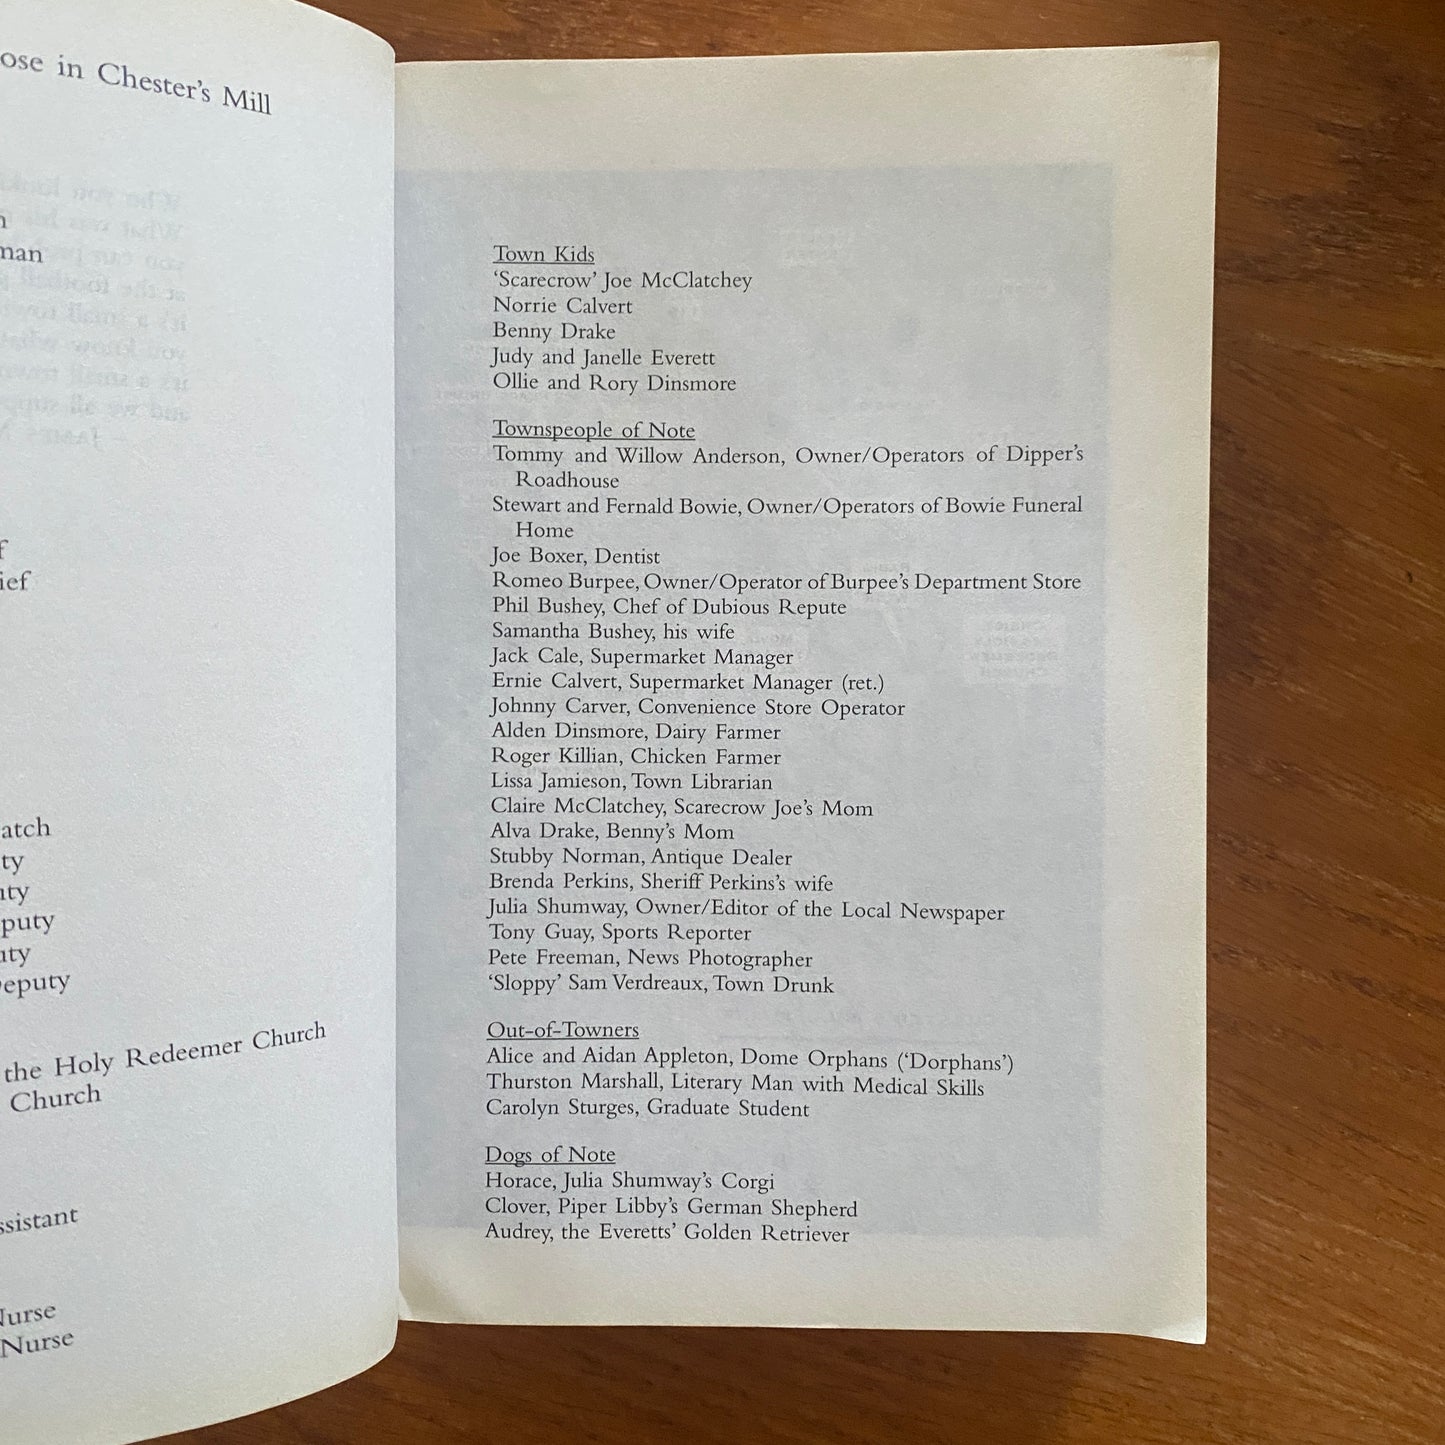 ose in Chester's Mill
n
man
f
ief
atch
ty
uty
puty
uty
eputy
the Holy Redeemer Church
Church
ssistant
Nurse
Nurse
Town Kids
‘Scarecrow’ Joe McClatchey
Norrie Calvert
Benny Drake
Judy and Janelle Everett
Ollie and Rory Dinsmore
Townspeople of Note
Tommy and Willow Anderson, Owner/Operators of Dipper's
Roadhouse
Stewart and Fernald Bowie, Owner/Operators of Bowie Funeral
Home
Joe Boxer, Dentist
Romeo Burpee, Owner/Operator of Burpee's Department Store
Phil Bushey, Chef of Dubious Repute
Samantha Bushey, his wife
Jack Cale, Supermarket Manager
Ernie Calvert, Supermarket Manager (ret.)
Johnny Carver, Convenience Store Operator
Alden Dinsmore, Dairy Farmer
Roger Killian, Chicken Farmer
Lissa Jamieson, Town Librarian
Claire McClatchey, Scarecrow Joe's Mom
Alva Drake, Benny's Mom
Stubby Norman, Antique Dealer
Brenda Perkins, Sheriff Perkins's wife
Julia Shumway, Owner/Editor of the Local Newspaper
Tony Guay, Sports Reporter
Pete Freeman, News Photographer
‘Sloppy’ Sam Verdreaux, Town Drunk
Out-of-Towners
Alice and Aidan Appleton, Dome Orphans (‘Dorphans’)
Thurston Marshall, Literary Man with Medical Skills
Carolyn Sturges, Graduate Student
Dogs of Note
Horace, Julia Shumway's Corgi
Clover, Piper Libby's German Shepherd
Audrey, the Everetts' Golden Retriever